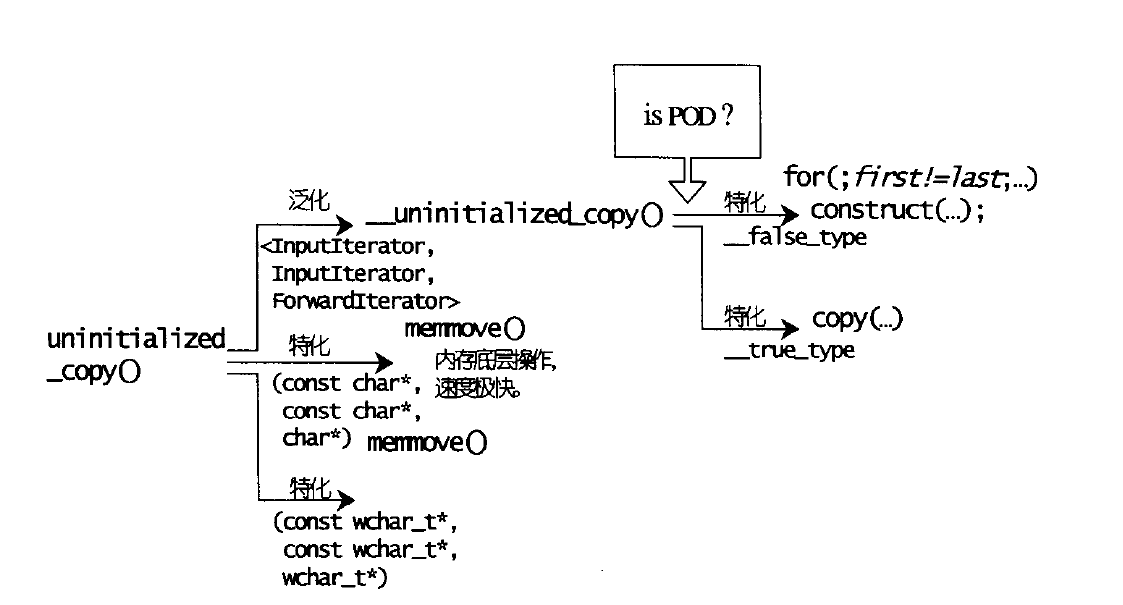 is POD?
for(;first!=last;…)
construct(…);
泛化
__uninitialized_copy()
特化
__false_type
<InputIterator,
InputIterator,
ForwardIterator>
特化
copy(…)
__true_type
uninitialized_
_copy()
特化
memmove()
内存底层操作,
速度极快。
(const char*,
const char*,
char*)
memmove()
特化
(const wchar_t*,
const wchar_t*,
wchar_t*)